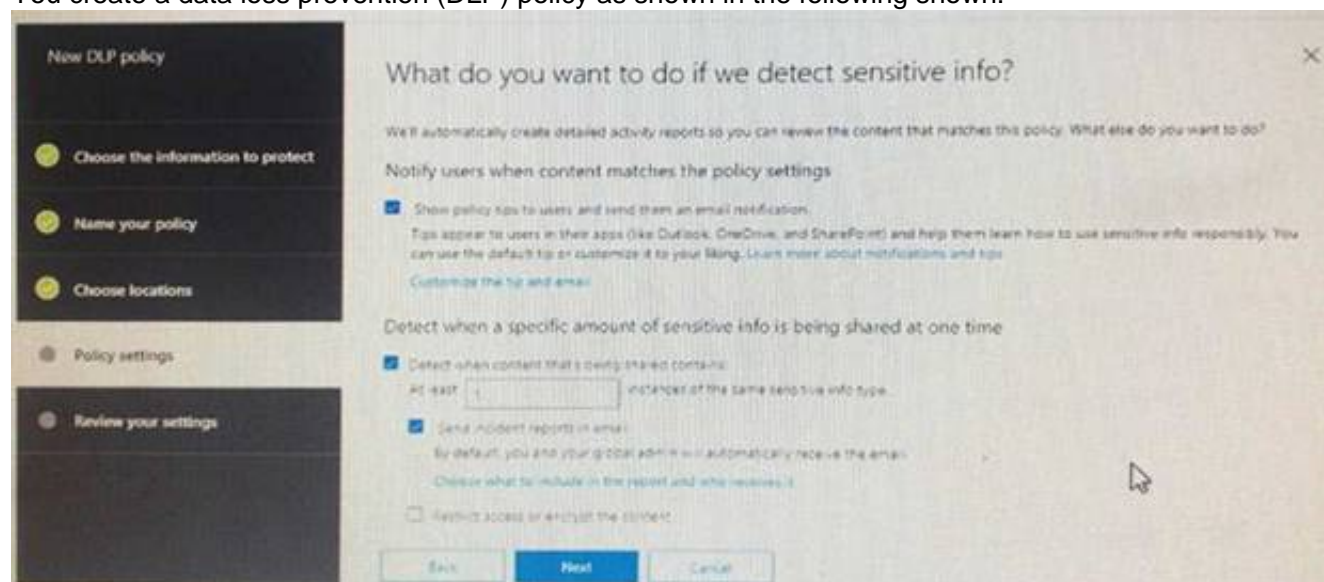 You create a data loss prevention (DLP) policy as shown in the following shown.
New DLP policy
Choose the information to protect
Name your policy
Choose locations
Policy settings
Review your settings
What do you want to do if we detect sensitive info?
We'll automatically create detailed activity reports so you can review the content that matches this policy. What else do you want to do?
Notify users when content matches the policy settings
Show policy tips to users and send them an email notification.
Tips appear to users in their apps (like Outlook, OneDrive, and SharePoint) and help them learn how to use sensitive info responsibly. You
can use the default tip or customize it to your liking. Learn more about notifications and tips
Customize the tip and email
Detect when a specific amount of sensitive info is being shared at one time
Detect when content that's being shared contains:
At least 1 instances of the same sensitive info type.
Send incident reports in email
By default, you and your global admin will automatically receive the email.
Choose what to include in the report and who receives it
Restrict access or encrypt the content
Back
Next
Cancel